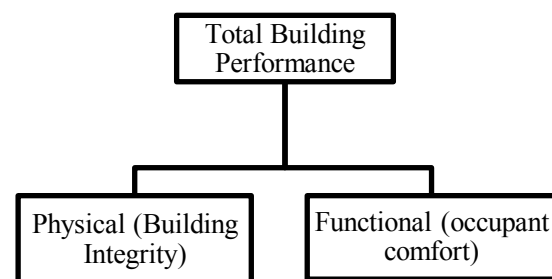 Total Building
Performance
Physical (Building
Integrity)
Functional (occupant
comfort)